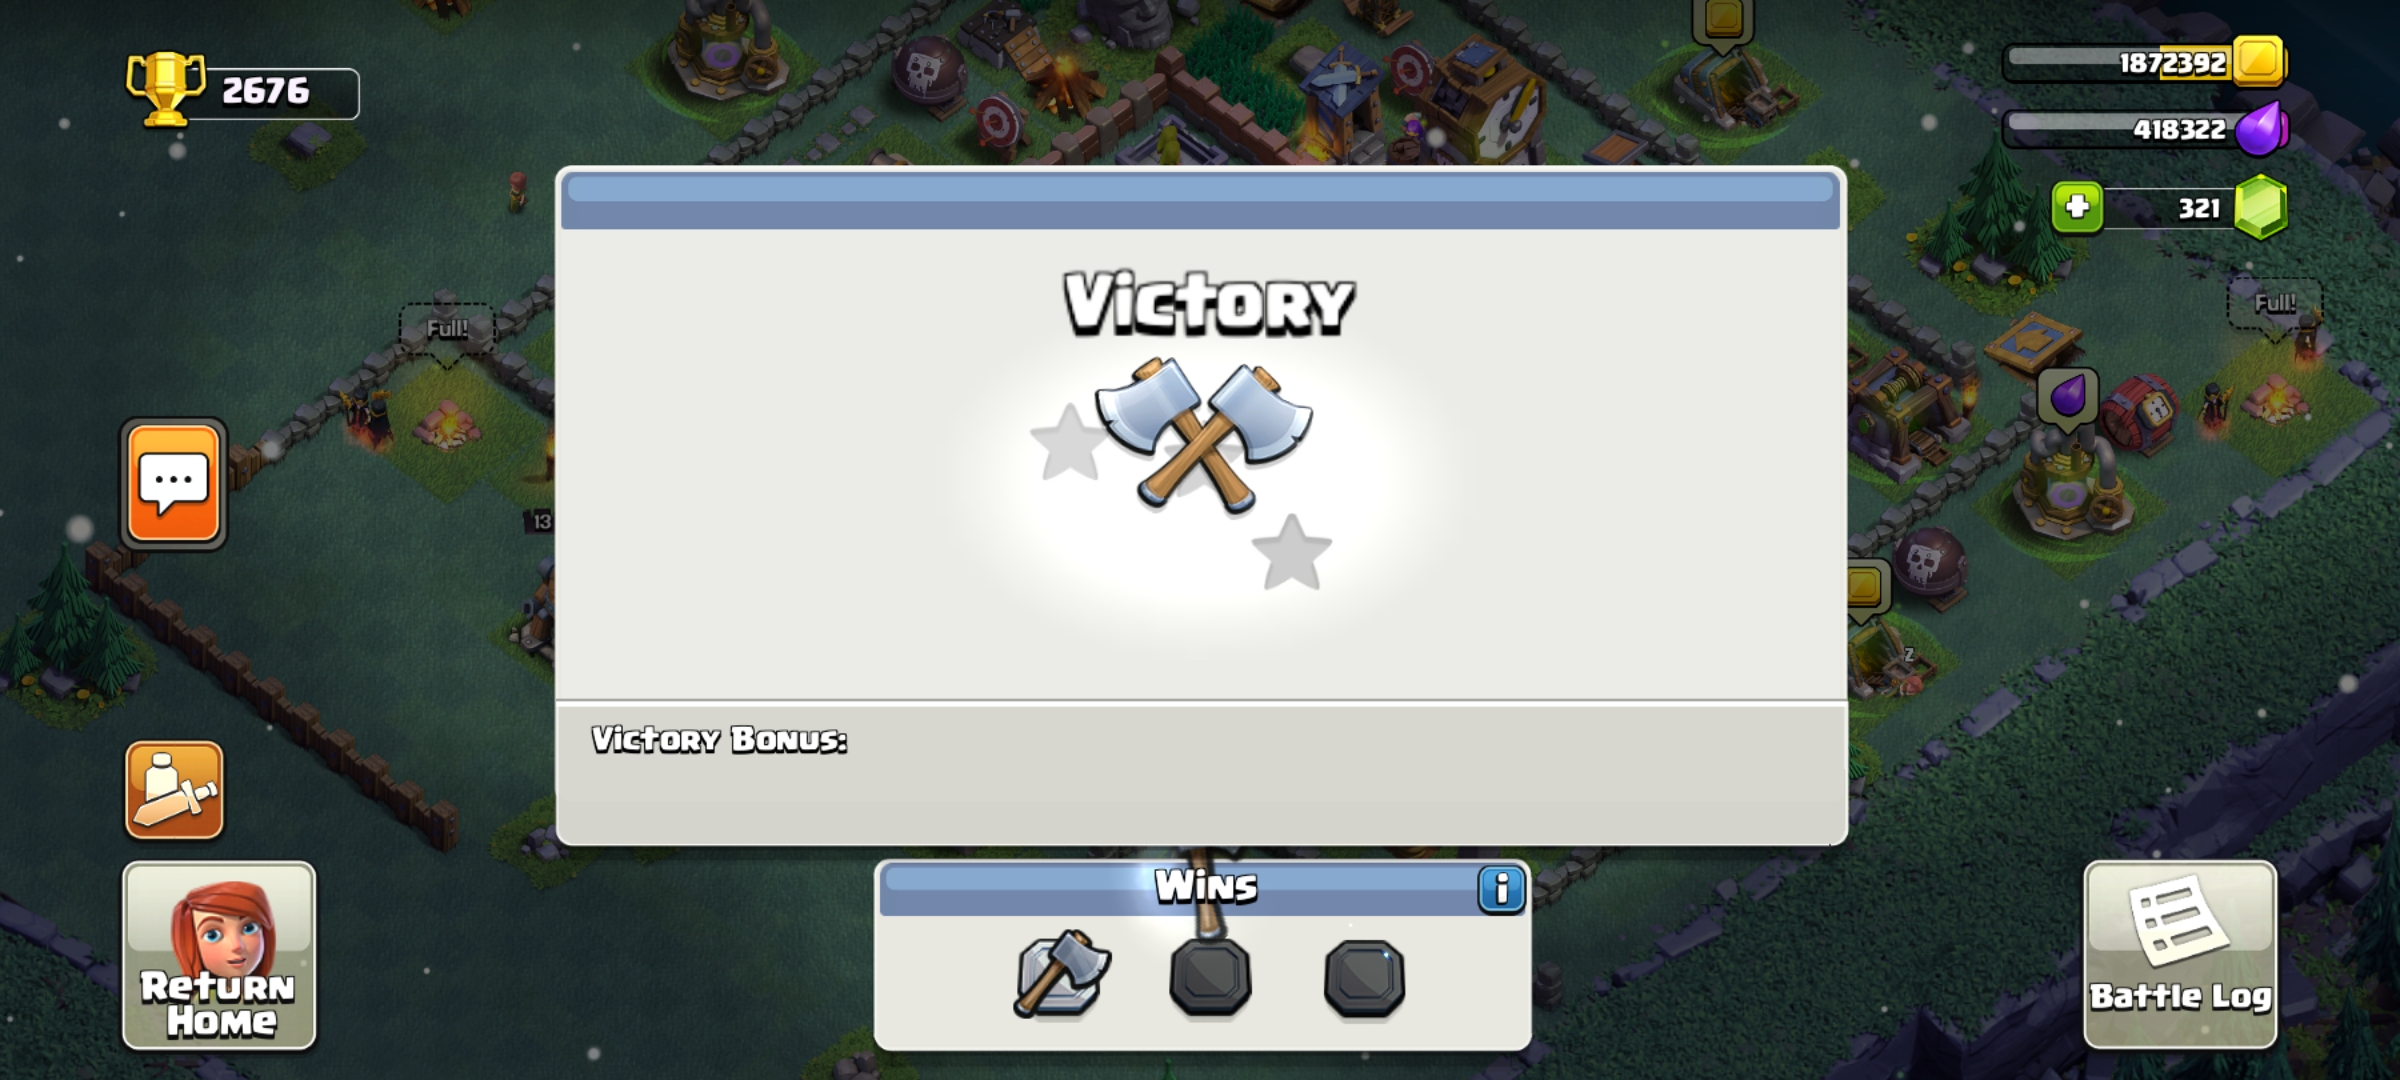 2676
1872392
418322
321
Victory
Full!
Full!
13
z
Victory Bonus:
Wins
i
Return
Home
Battle Log